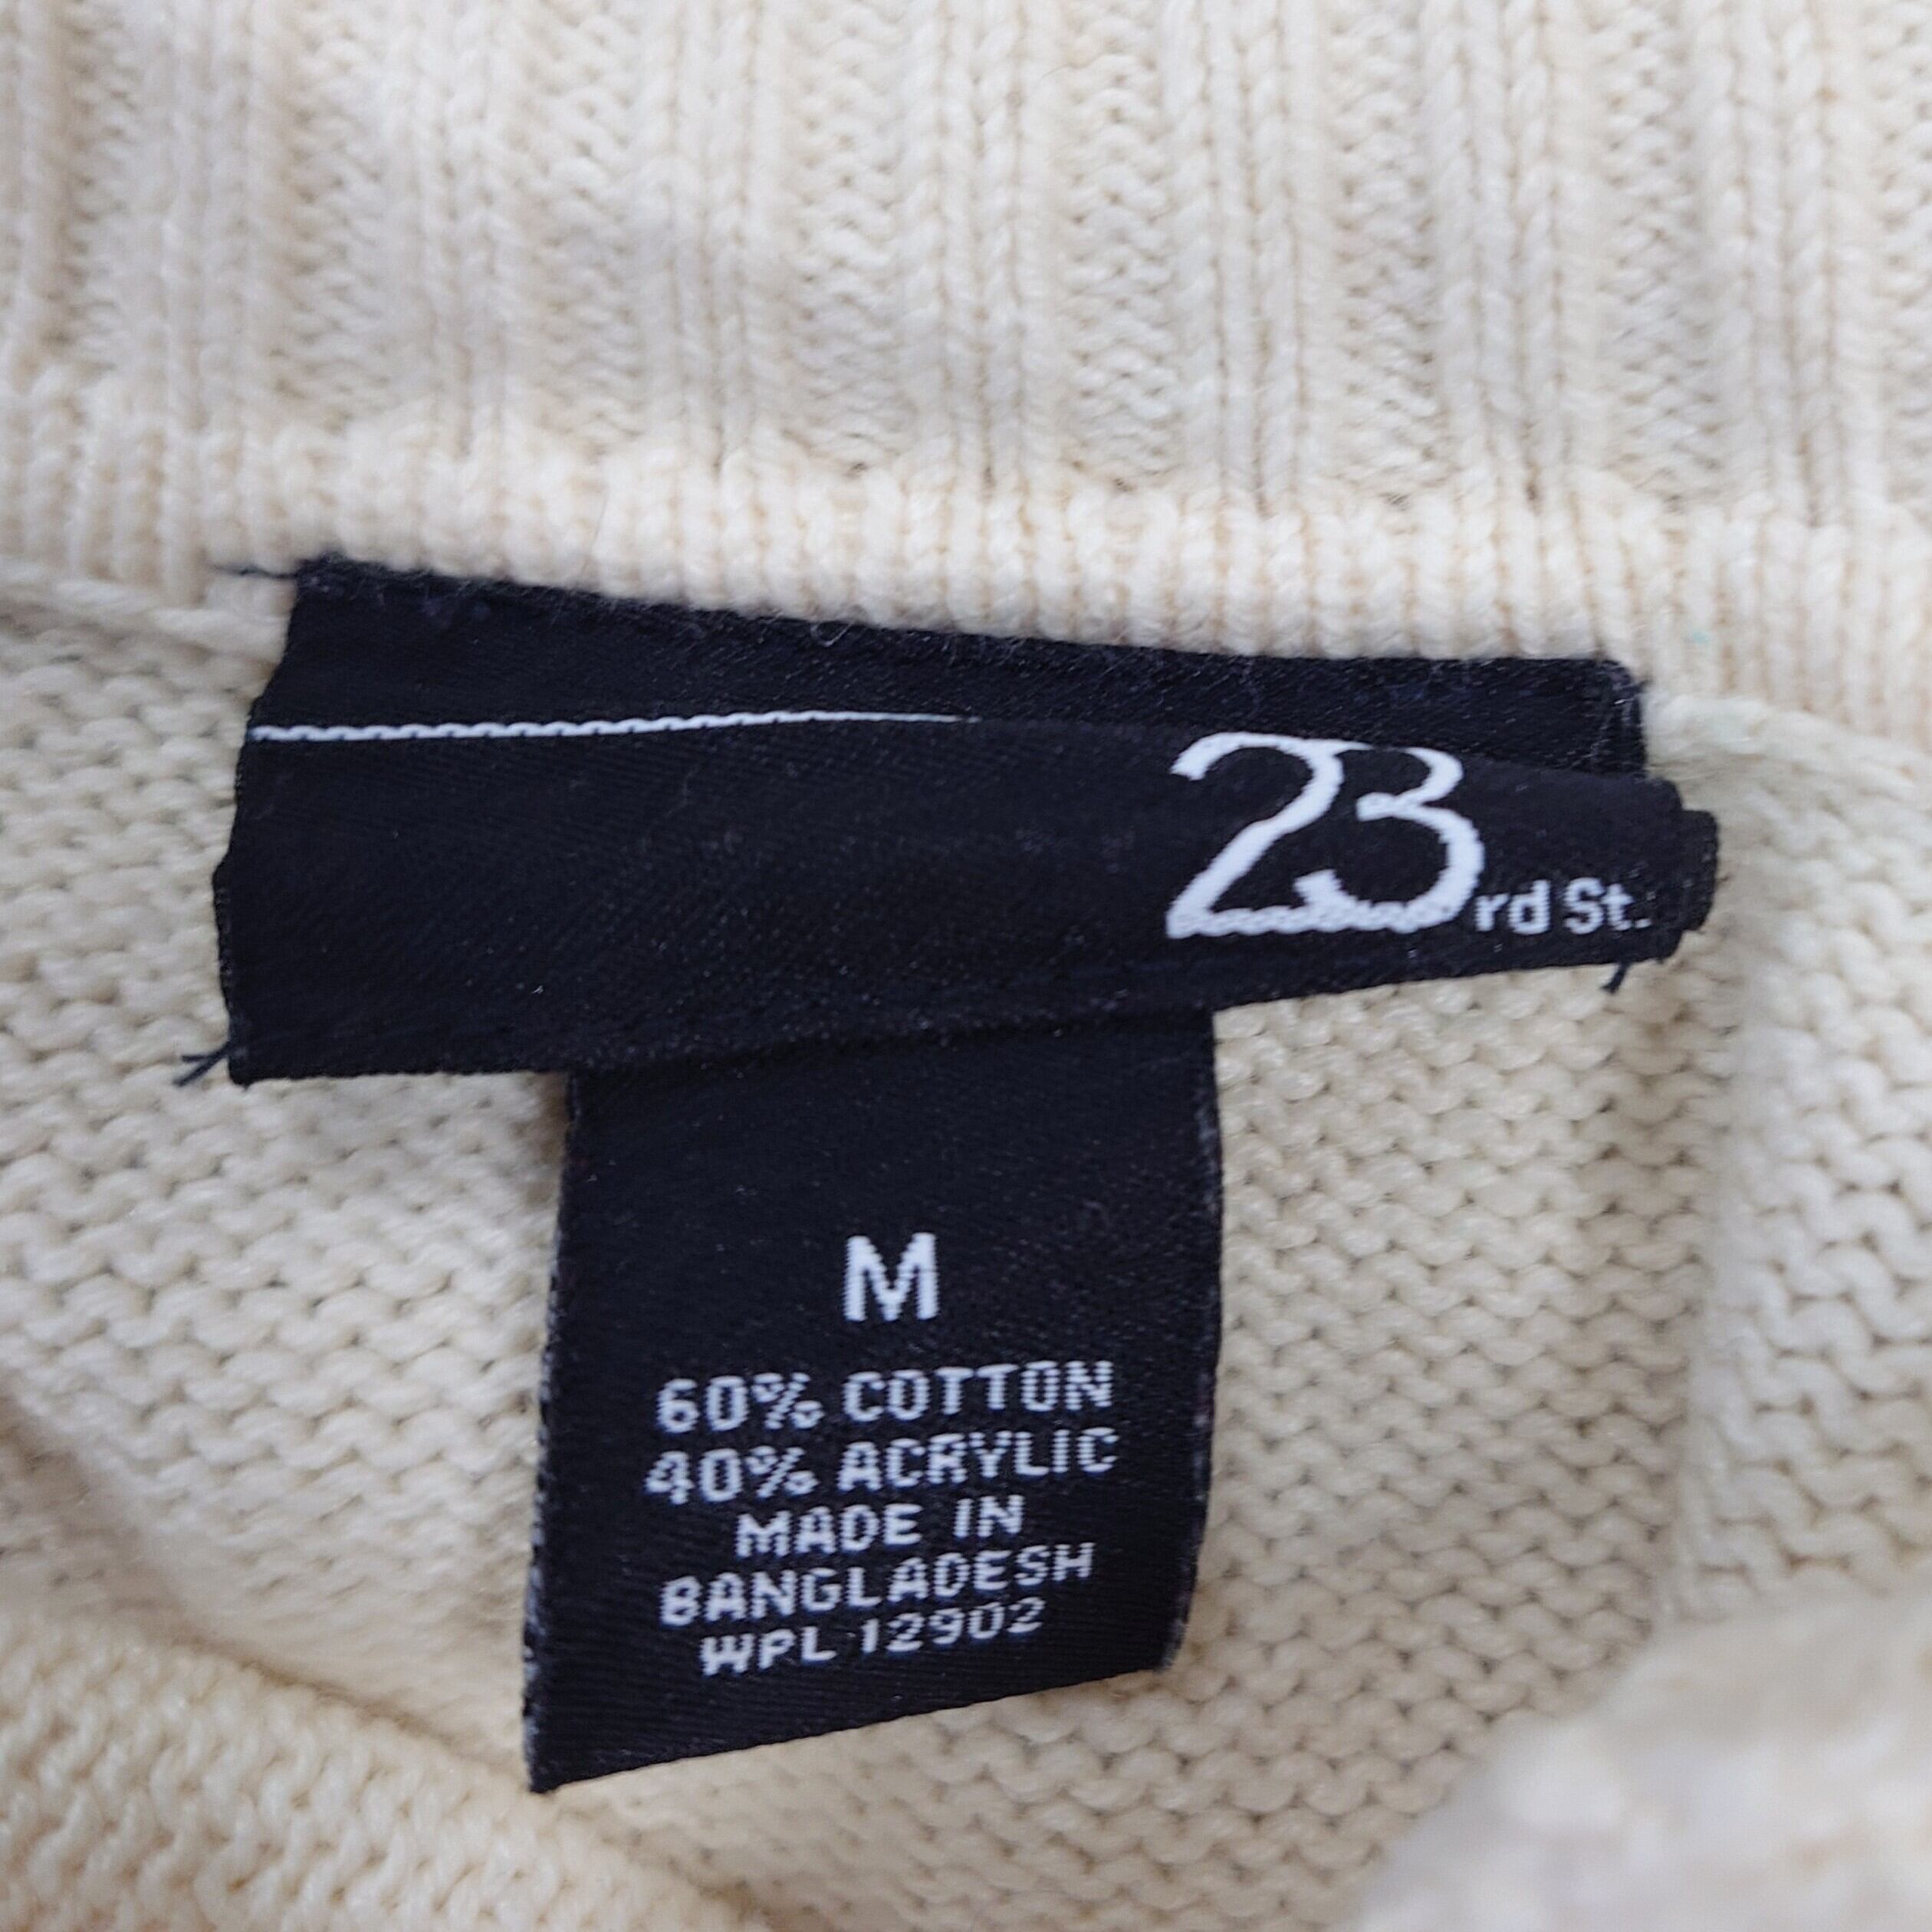 23rd St.
M
60% COTTON
40% ACRYLIC
MADE IN
BANGLADESH
WPL 12902